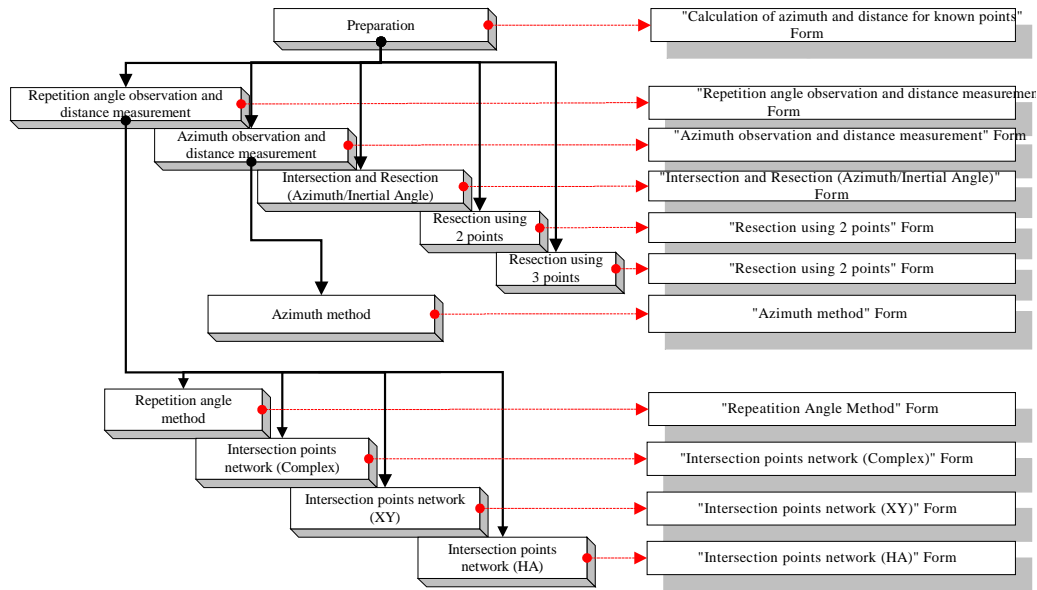 Preparation
"Calculation of azimuth and distance for known points"
Form
Repetition angle observation and
distance measurement
"Repetition angle observation and distance measuremen
Form
Azimuth observation and
distance measurement
"Azimuth observation and distance measurement" Form
Intersection and Resection
(Azimuth/Inertial Angle)
"Intersection and Resection (Azimuth/Inertial Angle)"
Form
Resection using
2 points
"Resection using 2 points" Form
Resection using
3 points
"Resection using 2 points" Form
Azimuth method
"Azimuth method" Form
Repetition angle
method
"Repeatition Angle Method" Form
Intersection points
network (Complex)
"Intersection points network (Complex)" Form
Intersection points network
(XY)
"Intersection points network (XY)" Form
Intersection points
network (HA)
"Intersection points network (HA)" Form